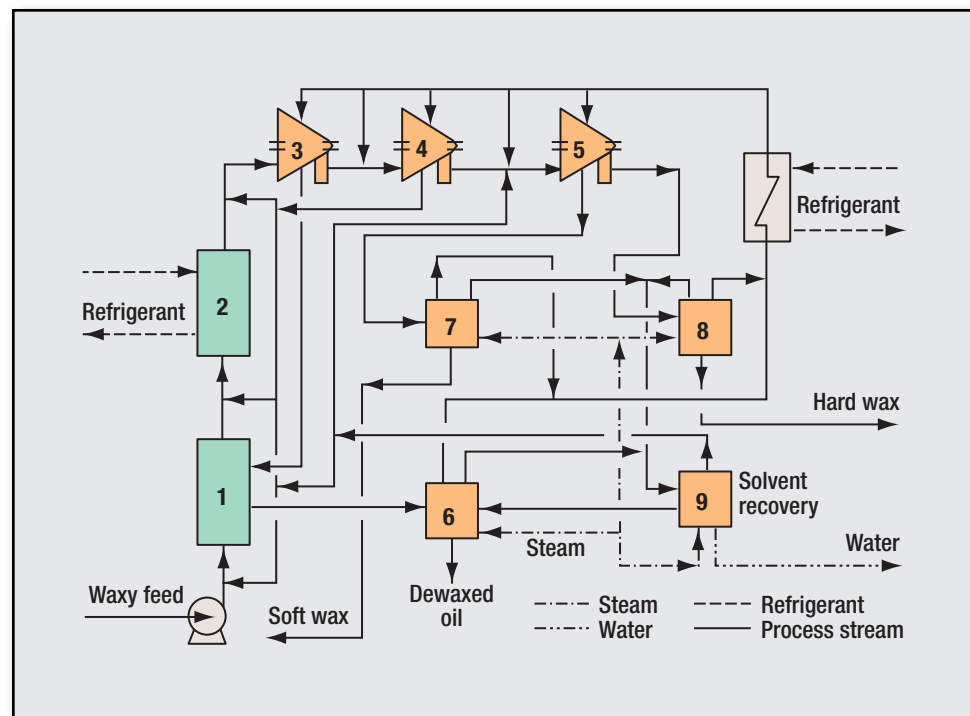 3
4
5
Refrigerant
2
Refrigerant
7
8
Hard wax
1
6
9
Solvent
recovery
Steam
Water
Waxy feed
Soft wax
Dewaxed
oil
Steam
Water
Refrigerant
Process stream